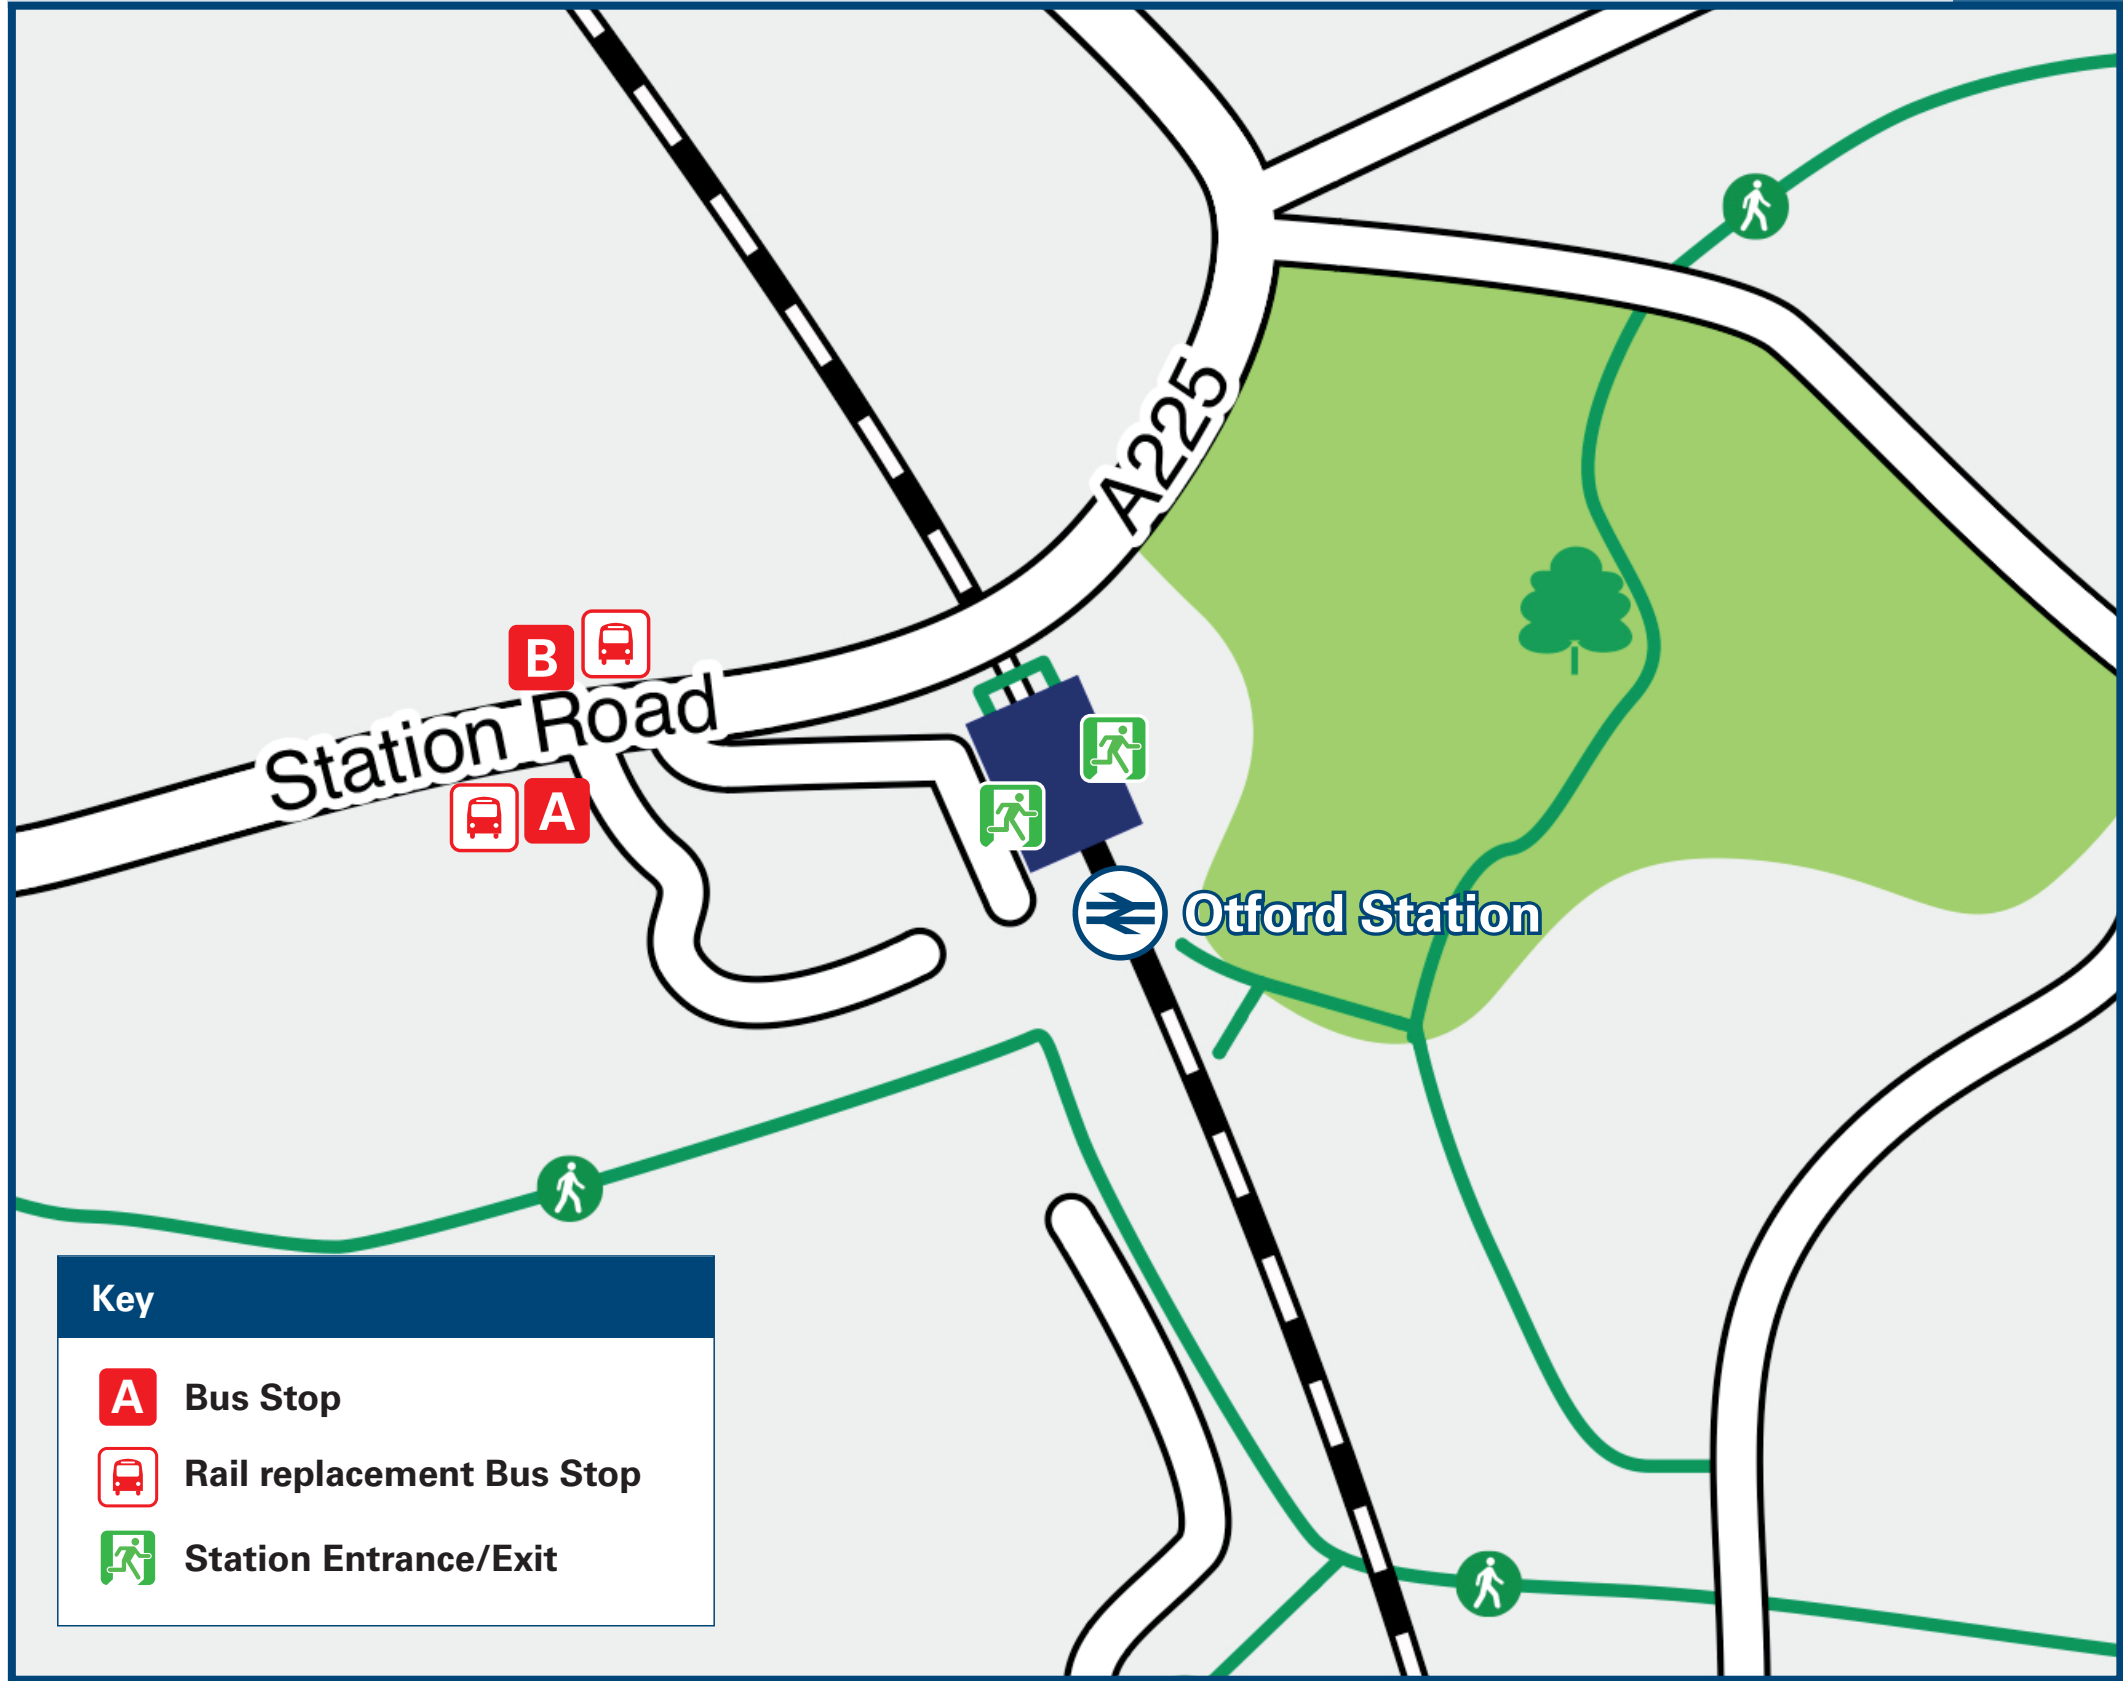 A225
B
Station Road
A
Otford Station
Key
A Bus Stop
Rail replacement Bus Stop
Station Entrance/Exit